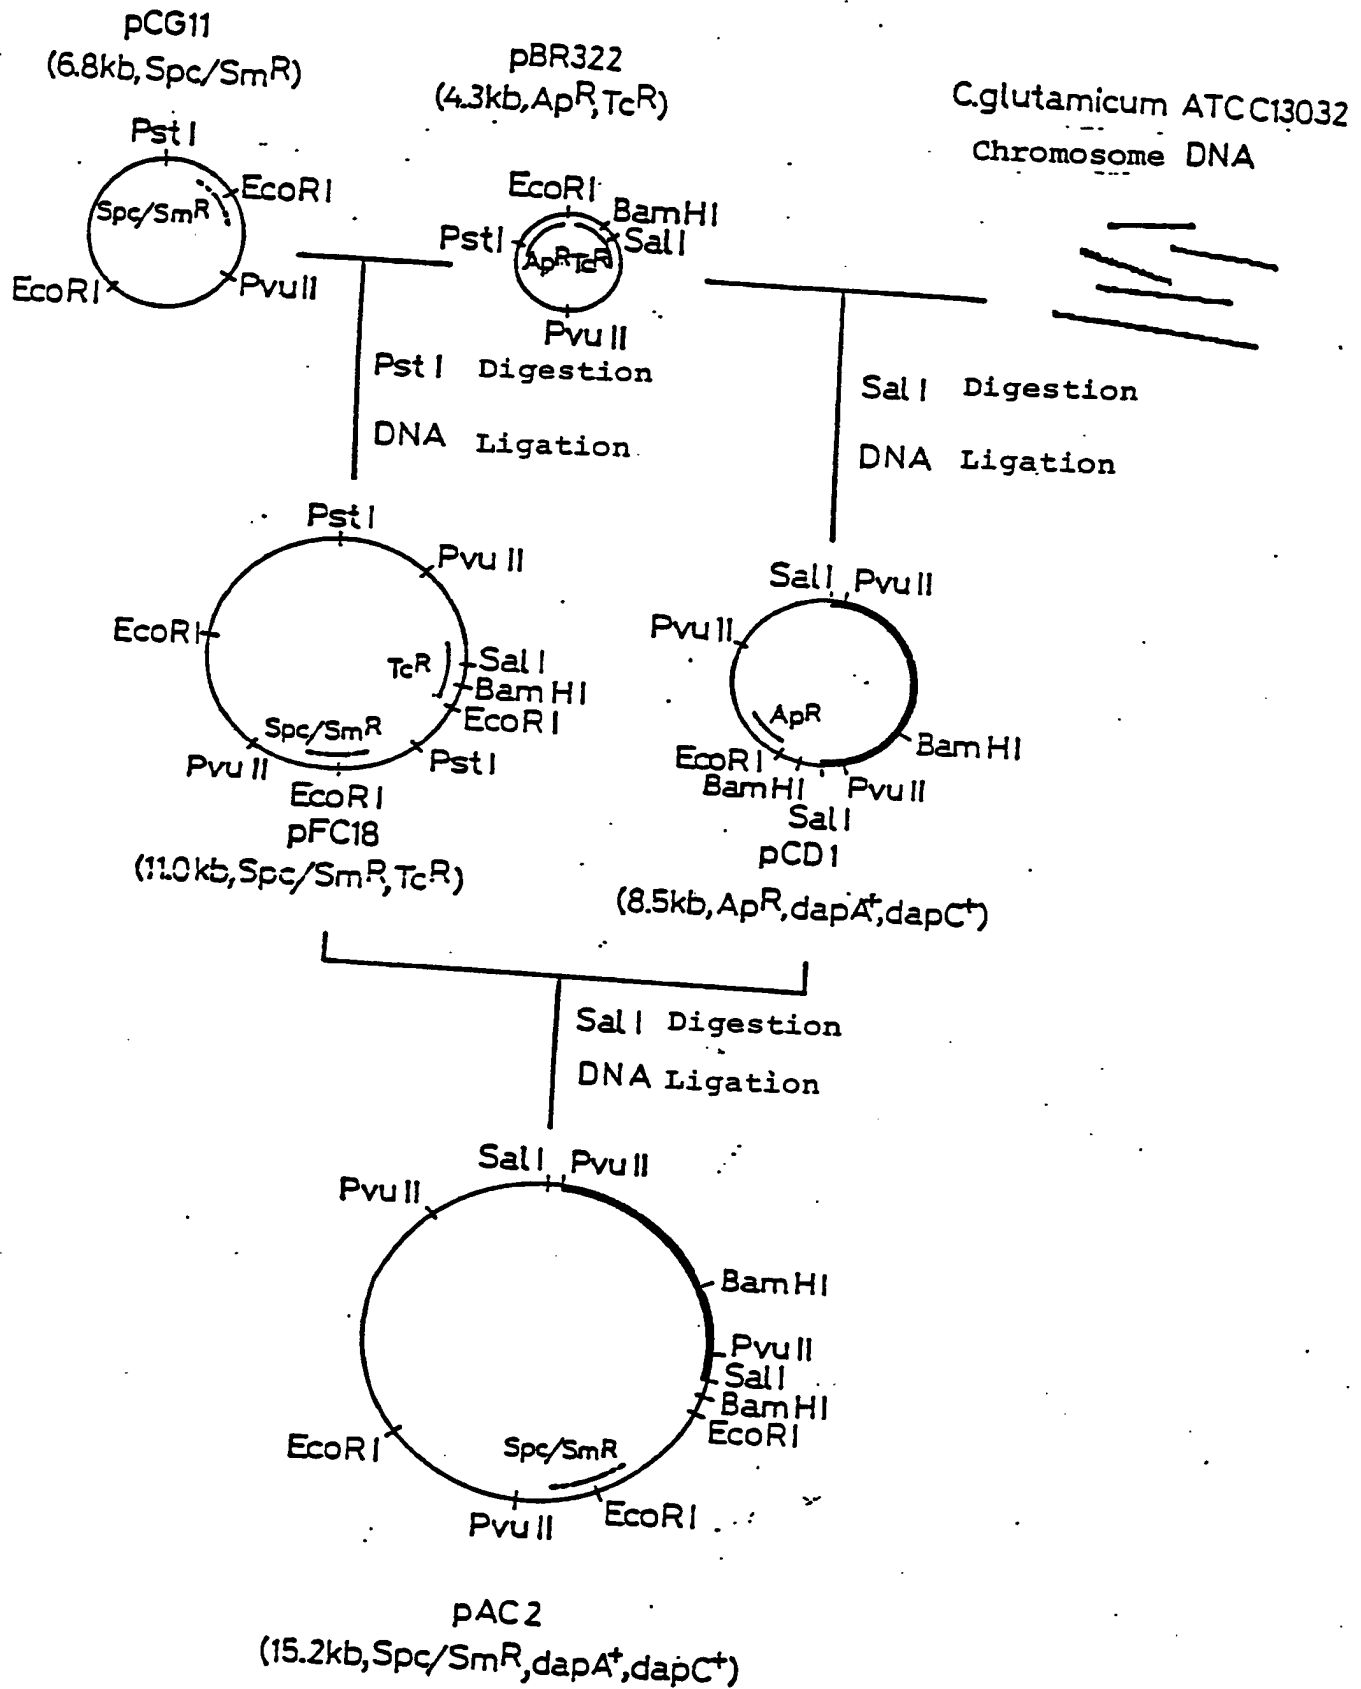 pCG11
(6.8kb,Spc/SmR)
PstI
EcoRI
Spc/SmR
EcoRI
PvuII
pBR322
(4.3kb,ApR,TcR)
EcoRI
BamHI
SalI
PstI
ApR TcR
PvuII
C.glutamicum ATCC13032
Chromosome DNA
PstI Digestion
DNA Ligation
SalI Digestion
DNA Ligation
PstI
PvuII
EcoRI
TcR
SalI
BamHI
EcoRI
Spc/SmR
PvuII
PstI
EcoRI
pFC18
(11.0kb,Spc/SmR,TcR)
SalI
PvuII
PvuII
ApR
BamHI
EcoRI
BamHI
PvuII
SalI
pCD1
(8.5kb,ApR,dapA+,dapC+)
SalI Digestion
DNA Ligation
SalI
PvuII
PvuII
BamHI
PvuII
SalI
BamHI
EcoRI
EcoRI
Spc/SmR
EcoRI
PvuII
pAC2
(15.2kb,Spc/SmR,dapA+,dapC+)